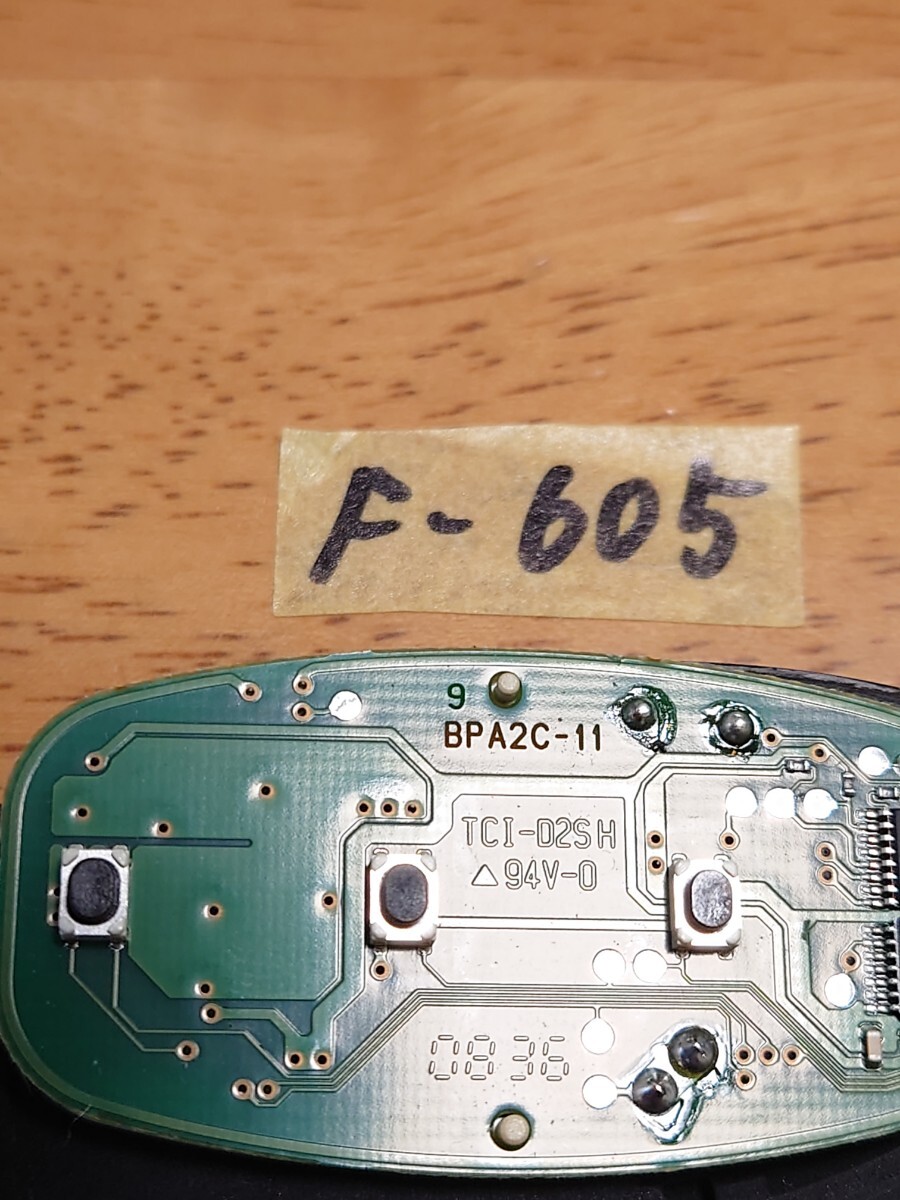 F-605
9
BPA2C-11
TCI-D2SH
△94V-0
0836